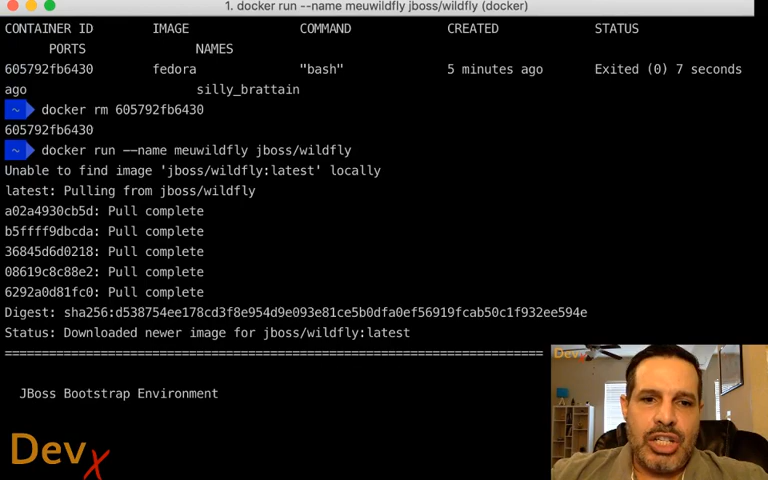 1. docker run --name meuwildfly jboss/wildfly (docker)
CONTAINER ID IMAGE COMMAND CREATED STATUS
PORTS NAMES
605792fb6430 fedora "bash" 5 minutes ago Exited (0) 7 seconds
ago silly_brattain
~ docker rm 605792fb6430
605792fb6430
~ docker run --name meuwildfly jboss/wildfly
Unable to find image 'jboss/wildfly:latest' locally
latest: Pulling from jboss/wildfly
a02a4930cb5d: Pull complete
b5ffff9dbcda: Pull complete
36845d6d0218: Pull complete
08619c8c88e2: Pull complete
6292a0d81fc0: Pull complete
Digest: sha256:d538754ee178cd3f8e954d9e093e81ce5b0dfa0ef56919fcab50c1f932ee594e
Status: Downloaded newer image for jboss/wildfly:latest
=========================================================================
JBoss Bootstrap Environment
Dev x
Dev x